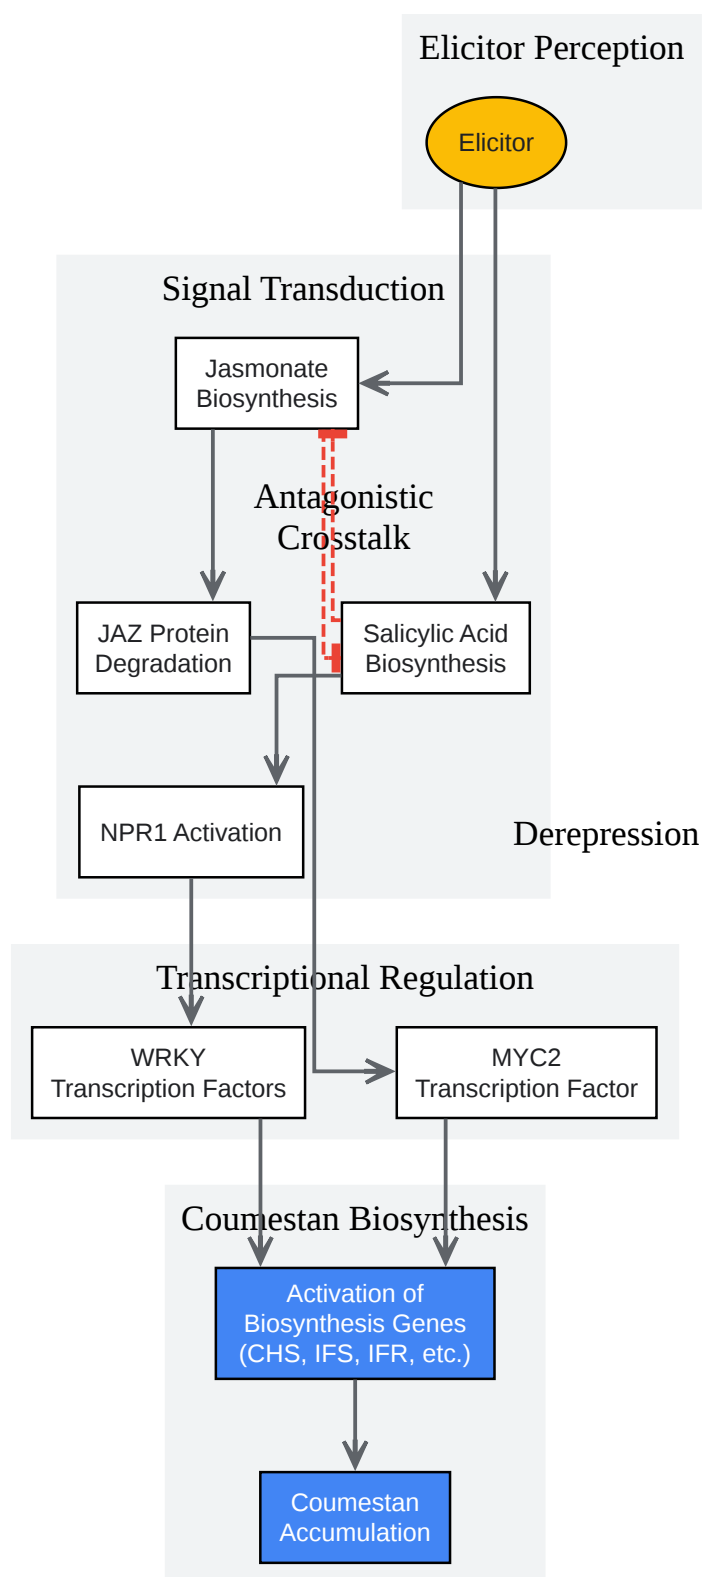 Elicitor Perception
Elicitor
Signal Transduction
Jasmonate
Biosynthesis
Antagonistic
Crosstalk
JAZ Protein
Degradation
Salicylic Acid
Biosynthesis
NPR1 Activation
Derepression
Transcriptional Regulation
WRKY
Transcription Factors
MYC2
Transcription Factor
Coumestan Biosynthesis
Activation of
Biosynthesis Genes
(CHS, IFS, IFR, etc.)
Coumestan
Accumulation